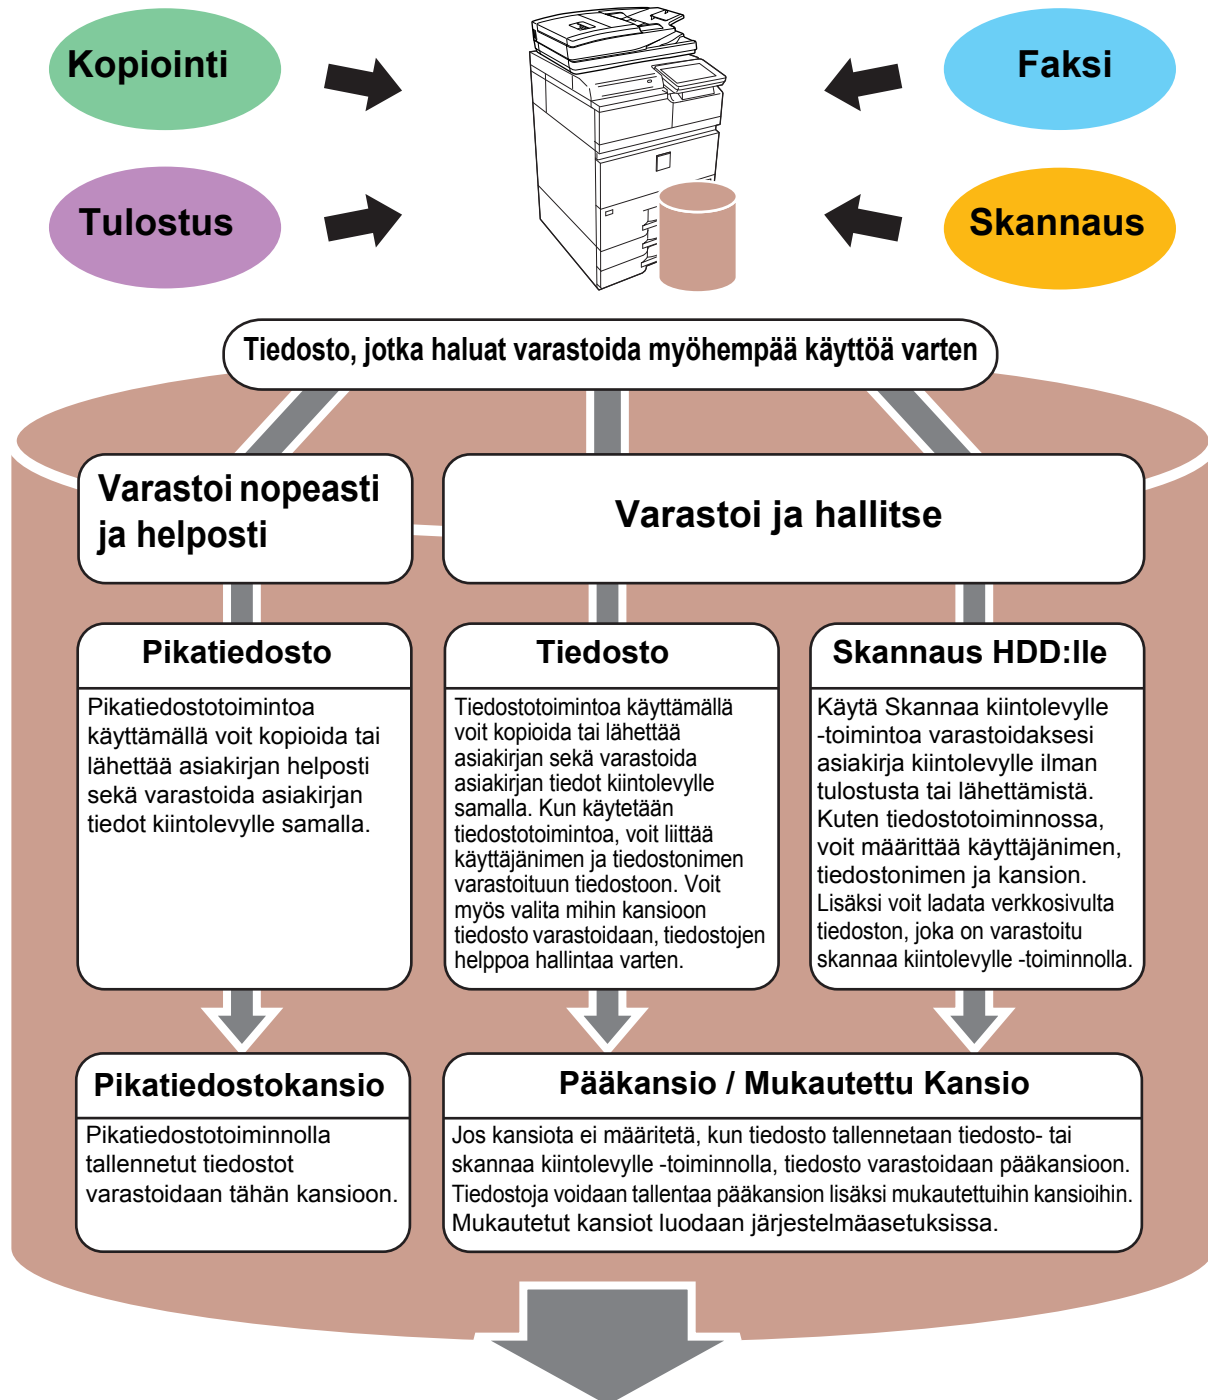 Kopiointi
Faksi
Tulostus
Skannaus
Tiedosto, jotka haluat varastoida myöhempää käyttöä varten
Varastoi nopeasti
ja helposti
Varastoi ja hallitse
Pikatiedosto
Pikatiedostotoimintoa
käyttämällä voit kopioida tai
lähettää asiakirjan helposti
sekä varastoida asiakirjan
tiedot kiintolevylle samalla.
Tiedosto
Tiedostotoimintoa käyttämällä
voit kopioida tai lähettää
asiakirjan sekä varastoida
asiakirjan tiedot kiintolevylle
samalla. Kun käytetään
tiedostotoimintoa, voit liittää
käyttäjänimen ja tiedostonimen
varastoituun tiedostoon. Voit
myös valita mihin kansioon
tiedosto varastoidaan, tiedostojen
helppoa hallintaa varten.
Skannaus HDD:lle
Käytä Skannaa kiintolevylle
-toimintoa varastoidaksesi
asiakirja kiintolevylle ilman
tulostusta tai lähettämistä.
Kuten tiedostotoiminnossa,
voit määrittää käyttäjänimen,
tiedostonimen ja kansion.
Lisäksi voit ladata verkkosivulta
tiedoston, joka on varastoitu
skannaa kiintolevylle -toiminnolla.
Pikatiedostokansio
Pikatiedostotoiminnolla
tallennetut tiedostot
varastoidaan tähän kansioon.
Pääkansio / Mukautettu Kansio
Jos kansiota ei määritetä, kun tiedosto tallennetaan tiedosto- tai
skannaa kiintolevylle -toiminnolla, tiedosto varastoidaan pääkansioon.
Tiedostoja voidaan tallentaa pääkansion lisäksi mukautettuihin kansioihin.
Mukautetut kansiot luodaan järjestelmäasetuksissa.